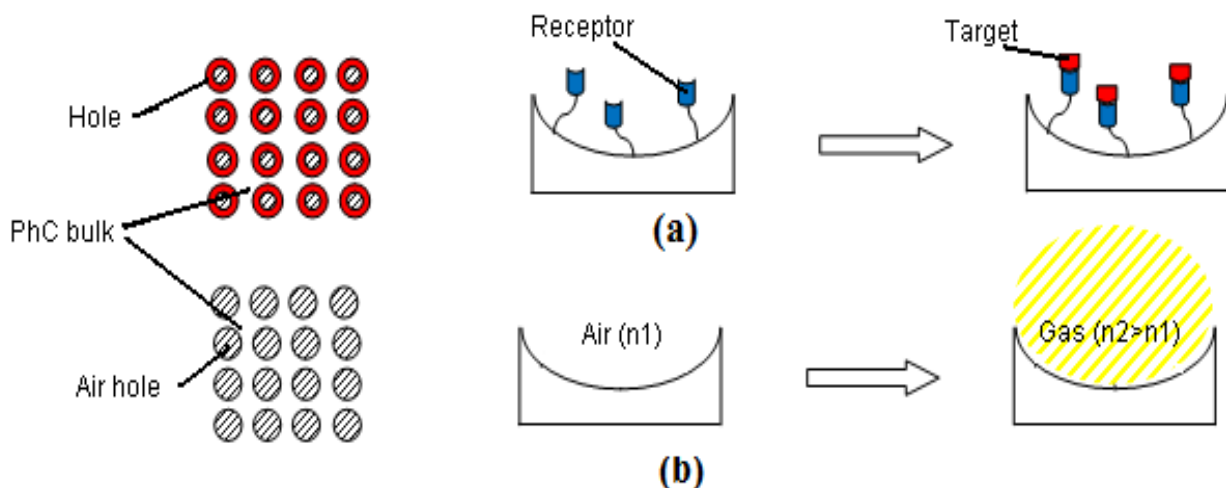 Receptor
Target
Hole
PhC bulk
(a)
Air (n1)
Gas (n2>n1)
Air hole
(b)